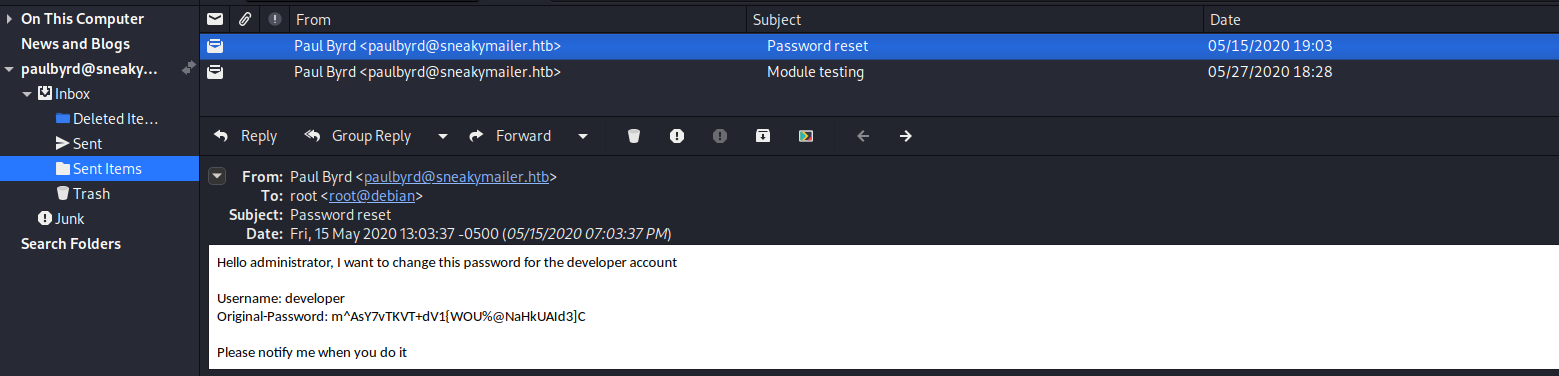 On This Computer
News and Blogs
paulbyrd@sneaky...
Inbox
Deleted Ite...
Sent
Sent Items
Trash
Junk
Search Folders
From Subject Date
Paul Byrd <paulbyrd@sneakymailer.htb> Password reset 05/15/2020 19:03
Paul Byrd <paulbyrd@sneakymailer.htb> Module testing 05/27/2020 18:28
Reply Group Reply Forward
From: Paul Byrd <paulbyrd@sneakymailer.htb>
To: root <root@debian>
Subject: Password reset
Date: Fri, 15 May 2020 13:03:37 -0500 (05/15/2020 07:03:37 PM)
Hello administrator, I want to change this password for the developer account
Username: developer
Original-Password: m^AsY7vTKVT+dV1{WOU%@NaHkUAId3]C
Please notify me when you do it